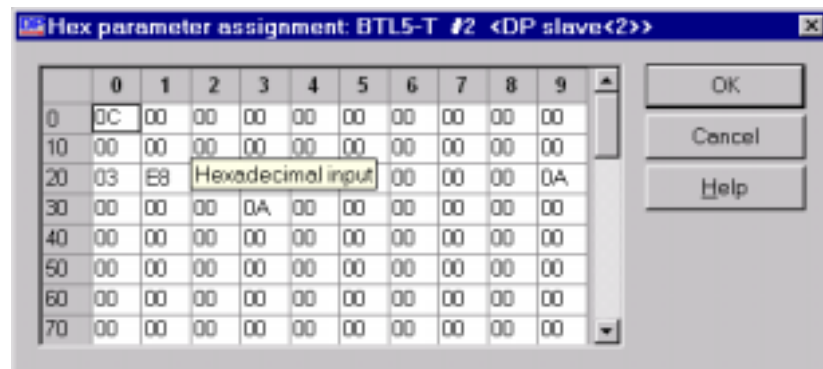 Hex parameter assignment: BTL5-T #2 <DP slave<2>>
0 1 2 3 4 5 6 7 8 9
0 0C 00 00 00 00 00 00 00 00 00
10 00 00 00 00 00 00 00 00 00 00
20 03 E8 Hexadecimal input 00 00 00 0A
30 00 00 00 0A 00 00 00 00 00 00
40 00 00 00 00 00 00 00 00 00 00
50 00 00 00 00 00 00 00 00 00 00
60 00 00 00 00 00 00 00 00 00 00
70 00 00 00 00 00 00 00 00 00 00
OK
Cancel
Help